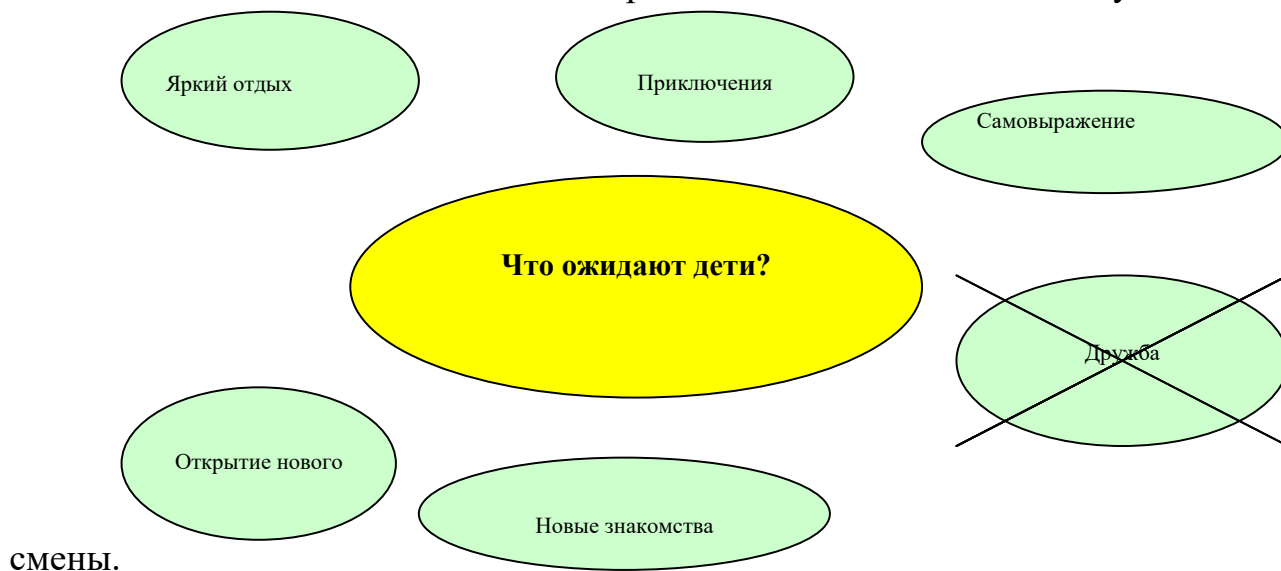 Яркий отдых
Приключения
Самовыражение
Что ожидают дети?
Дружба
Открытие нового
Новые знакомства
смены.